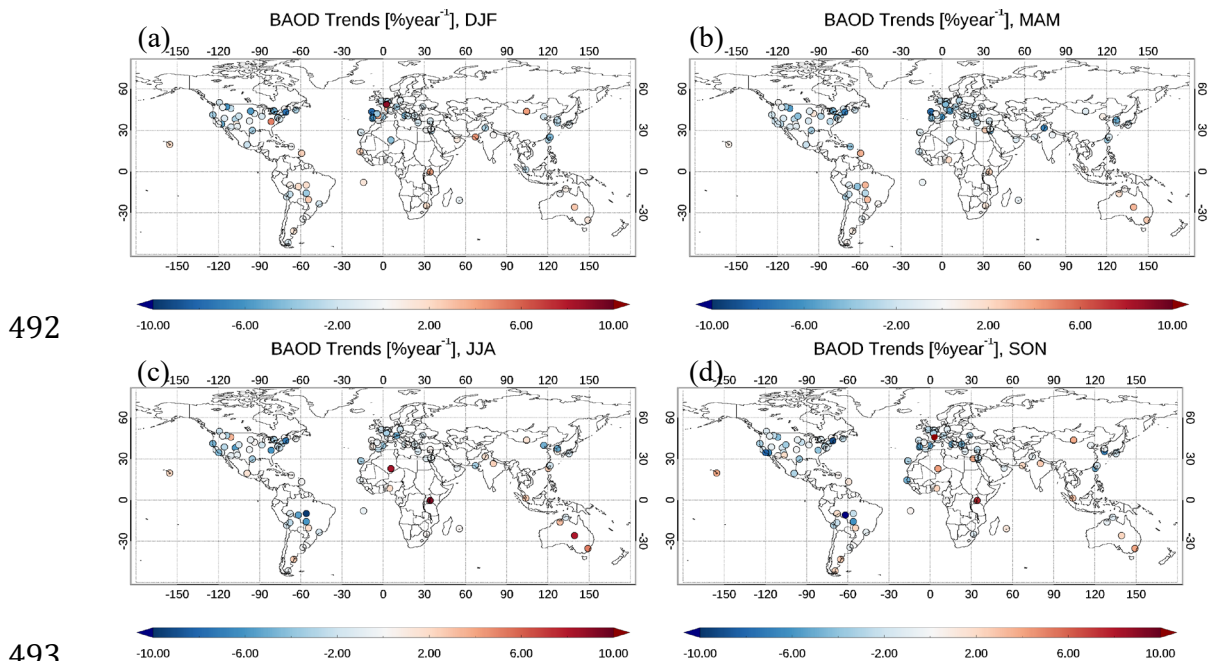 BAOD Trends [%year⁻¹], DJF
(a)
-150 -120 -90 -60 -30 0 30 60 90 120 150
60 60
30 30
0 0
-30 -30
-150 -120 -90 -60 -30 0 30 60 90 120 150
-10.00 -6.00 -2.00 2.00 6.00 10.00
BAOD Trends [%year⁻¹], MAM
(b)
-150 -120 -90 -60 -30 0 30 60 90 120 150
60 60
30 30
0 0
-30 -30
-150 -120 -90 -60 -30 0 30 60 90 120 150
-10.00 -6.00 -2.00 2.00 6.00 10.00
492
BAOD Trends [%year⁻¹], JJA
(c)
-150 -120 -90 -60 -30 0 30 60 90 120 150
60 60
30 30
0 0
-30 -30
-150 -120 -90 -60 -30 0 30 60 90 120 150
-10.00 -6.00 -2.00 2.00 6.00 10.00
BAOD Trends [%year⁻¹], SON
(d)
-150 -120 -90 -60 -30 0 30 60 90 120 150
60 60
30 30
0 0
-30 -30
-150 -120 -90 -60 -30 0 30 60 90 120 150
-10.00 -6.00 -2.00 2.00 6.00 10.00
493